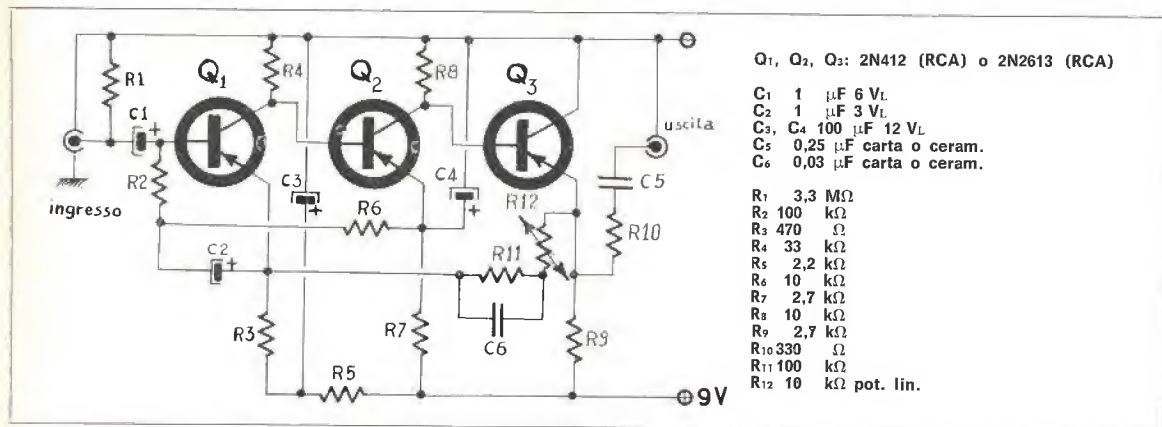 Q1
Q2
Q3
R1
R4
R8
C1
+
R2
C3
+
C4
+
R12
uscita
C5
ingresso
R6
R10
C2
+
R11
R3
R7
C6
R9
R5
9V
Q1, Q2, Q3: 2N412 (RCA) o 2N2613 (RCA)
C1 1 µF 6 VL
C2 1 µF 3 VL
C3, C4 100 µF 12 VL
C5 0,25 µF carta o ceram.
C6 0,03 µF carta o ceram.
R1 3,3 MΩ
R2 100 kΩ
R3 470 Ω
R4 33 kΩ
R5 2,2 kΩ
R6 10 kΩ
R7 2,7 kΩ
R8 10 kΩ
R9 2,7 kΩ
R10 330 Ω
R11 100 kΩ
R12 10 kΩ pot. lin.